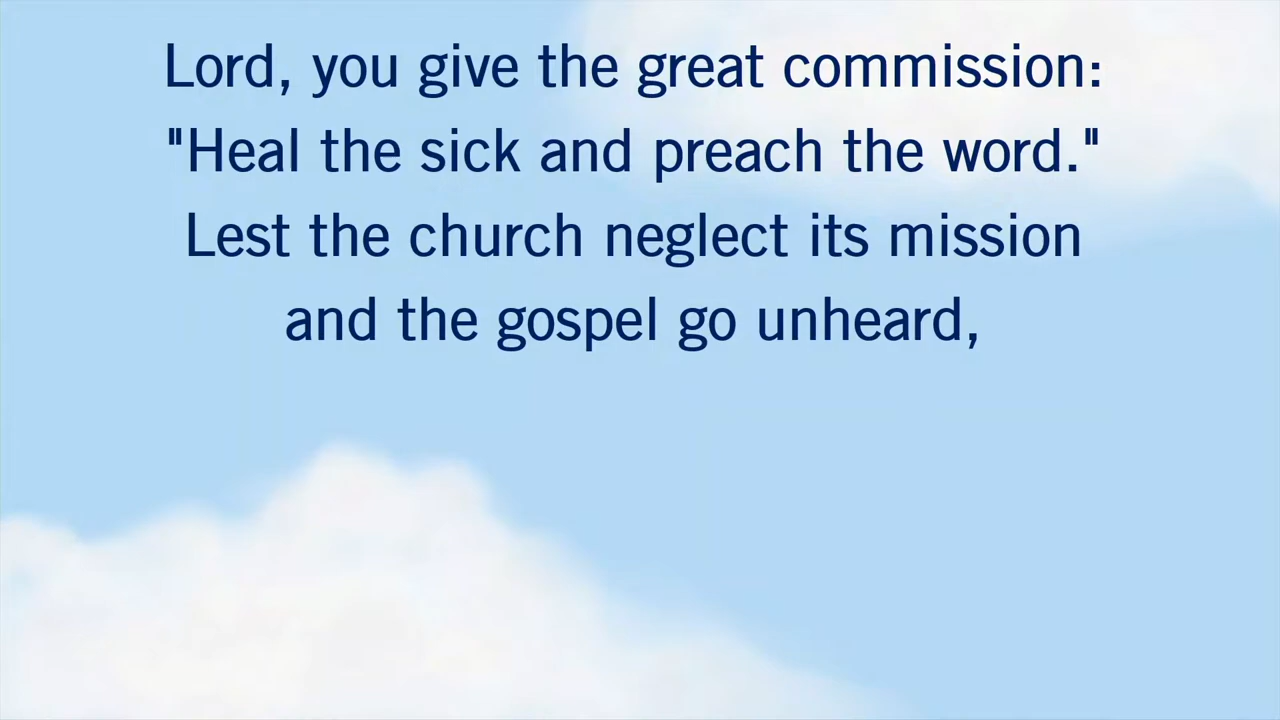 Lord, you give the great commission:
"Heal the sick and preach the word."
Lest the church neglect its mission
and the gospel go unheard,